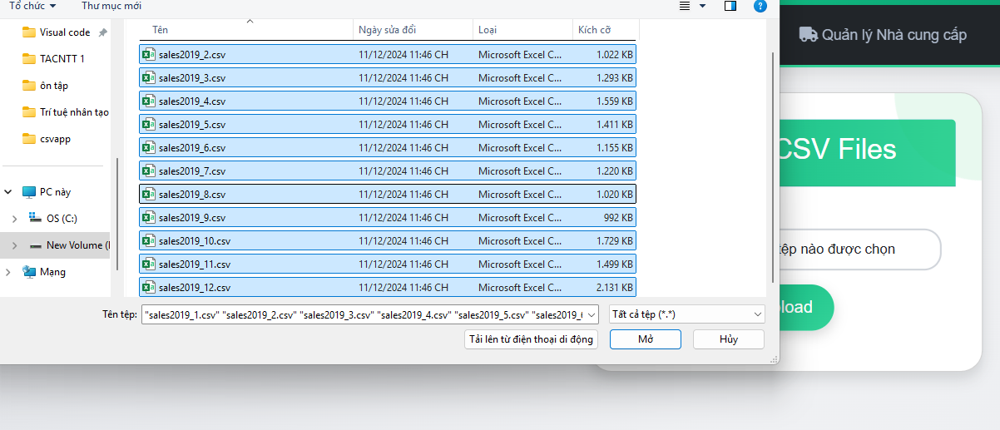 Tổ chức
Thư mục mới
?
Quản lý Nhà cung cấp
Visual code
TACNTT 1
ôn tập
Trí tuệ nhân tạo
csvapp
PC này
OS (C:)
New Volume (
Mạng
Tên Ngày sửa đổi Loại Kích cỡ
sales2019_2.csv 11/12/2024 11:46 CH Microsoft Excel C... 1.022 KB
sales2019_3.csv 11/12/2024 11:46 CH Microsoft Excel C... 1.293 KB
sales2019_4.csv 11/12/2024 11:46 CH Microsoft Excel C... 1.559 KB
sales2019_5.csv 11/12/2024 11:46 CH Microsoft Excel C... 1.411 KB
sales2019_6.csv 11/12/2024 11:46 CH Microsoft Excel C... 1.155 KB
sales2019_7.csv 11/12/2024 11:46 CH Microsoft Excel C... 1.220 KB
sales2019_8.csv 11/12/2024 11:46 CH Microsoft Excel C... 1.020 KB
sales2019_9.csv 11/12/2024 11:46 CH Microsoft Excel C... 992 KB
sales2019_10.csv 11/12/2024 11:46 CH Microsoft Excel C... 1.729 KB
sales2019_11.csv 11/12/2024 11:46 CH Microsoft Excel C... 1.499 KB
sales2019_12.csv 11/12/2024 11:46 CH Microsoft Excel C... 2.131 KB
Tên tệp: "sales2019_1.csv" "sales2019_2.csv" "sales2019_3.csv" "sales2019_4.csv" "sales2019_5.csv" "sales2019_
Tất cả tệp (*.*)
Tải lên từ điện thoại di động
Mở
Hủy
CSV Files
tệp nào được chọn
load